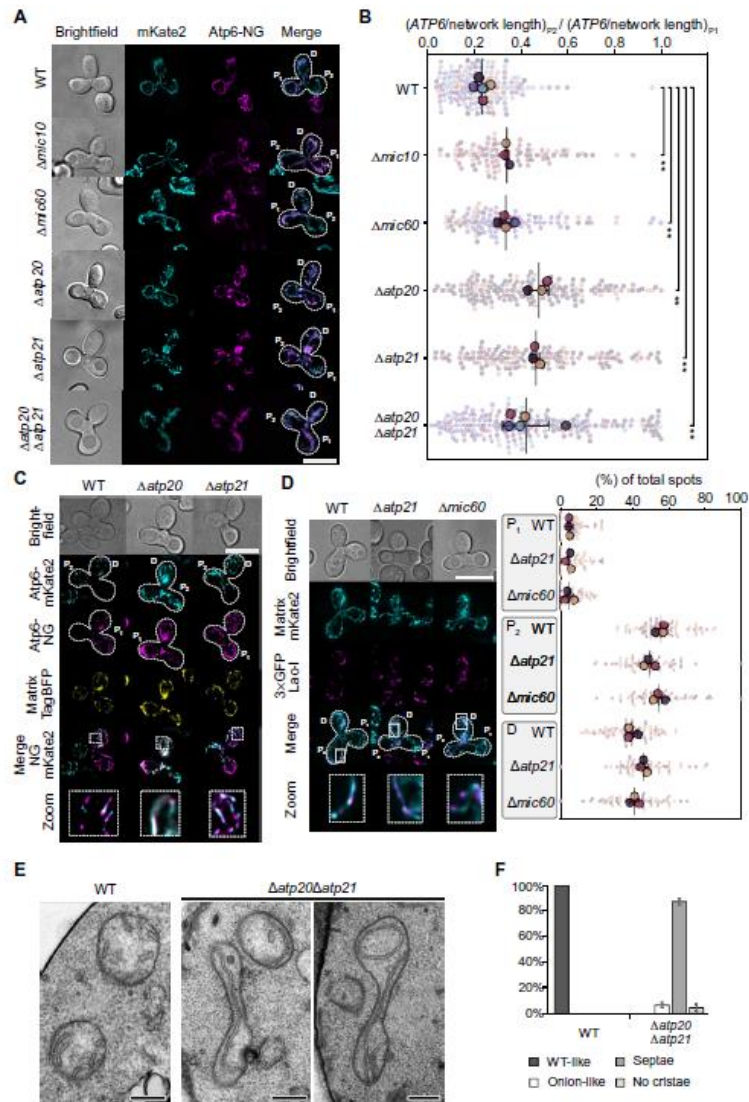 A
Brightfield mKate2 Atp6-NG Merge
WT
Δmic10
Δmic60
Δatp20
Δatp21
Δatp20
Δatp21
D
P₁
P₂
B
(ATP6/network length)P2 / (ATP6/network length)P1
0.0 0.2 0.4 0.6 0.8 1.0
WT
Δmic10
Δmic60
Δatp20
Δatp21
Δatp20
Δatp21
** ** ** ** **
C
WT Δatp20 Δatp21
Bright-
field
Atp6-
mKate2
Atp6-
NG
Matrix
TagBFP
Merge
NG
mKate2
Zoom
P₂ D
P₁
D
WT Δatp21 Δmic60
Brightfield
Matrix
mKate2
3×GFP
Lac-I
Merge
Zoom
D
(%) of total spots
0 20 40 60 80 100
P₁ WT
Δatp21
Δmic60
P₂ WT
Δatp21
Δmic60
D WT
Δatp21
Δmic60
E
WT Δatp20Δatp21
F
100%
80%
60%
40%
20%
0%
WT Δatp20
Δatp21
WT-like Septae
Onion-like No cristae